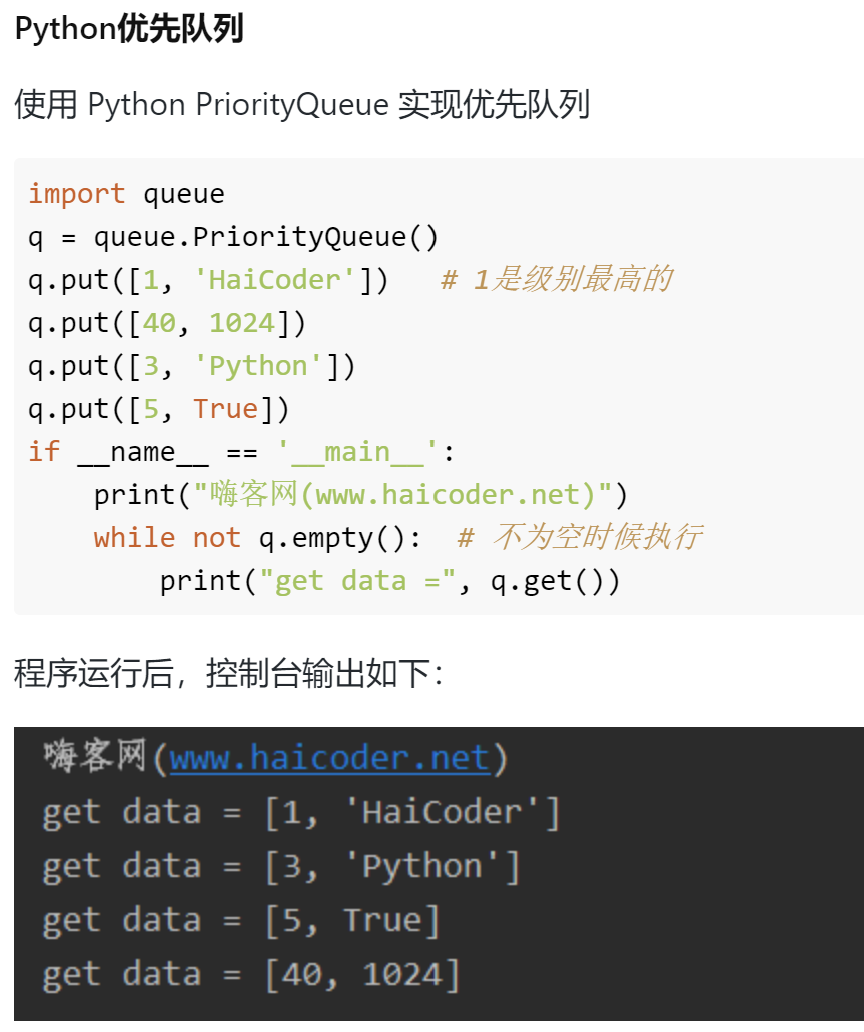 Python优先队列
使用 Python PriorityQueue 实现优先队列
import queue
q = queue.PriorityQueue()
q.put([1, 'HaiCoder'])   # 1是级别最高的
q.put([40, 1024])
q.put([3, 'Python'])
q.put([5, True])
if __name__ == '__main__':
    print("嗨客网(www.haicoder.net)")
    while not q.empty():  # 不为空时候执行
        print("get data =", q.get())
程序运行后，控制台输出如下：
嗨客网(www.haicoder.net)
get data = [1, 'HaiCoder']
get data = [3, 'Python']
get data = [5, True]
get data = [40, 1024]